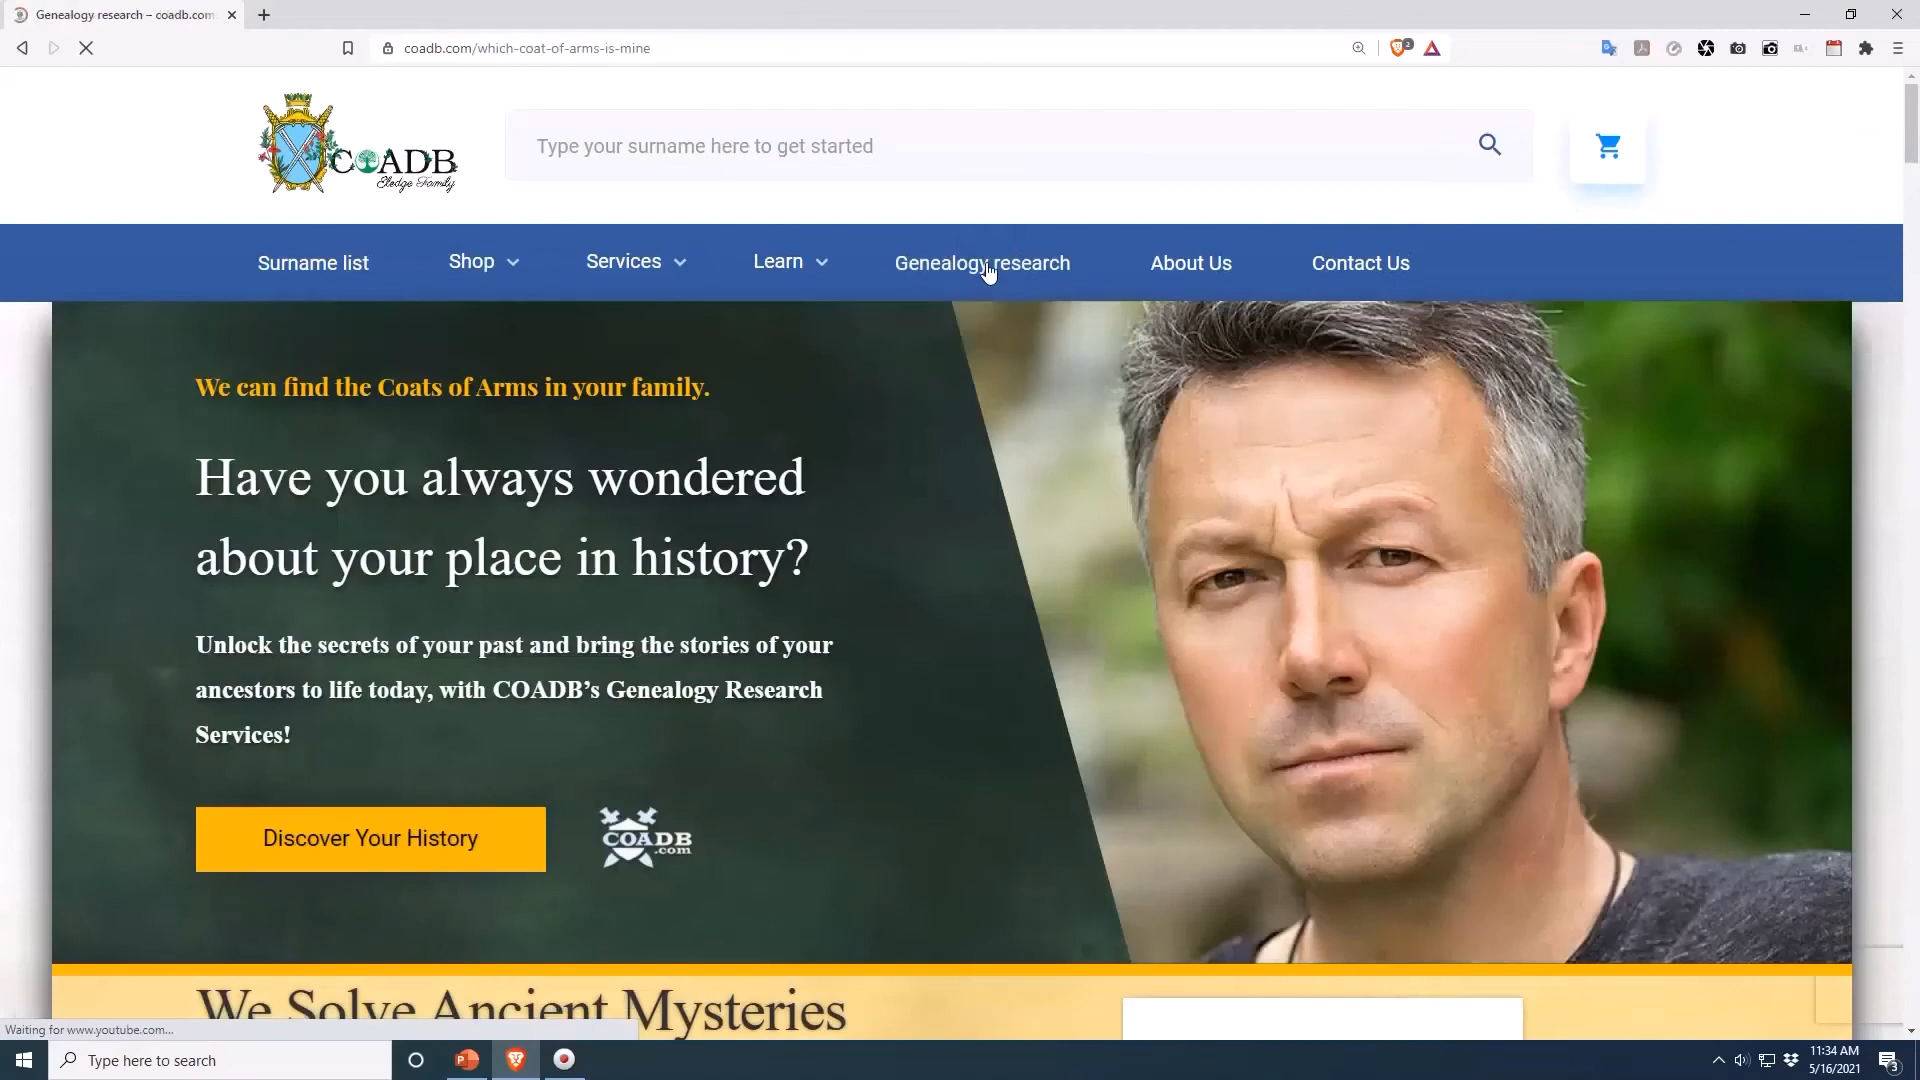 Genealogy research – coadb.com
coadb.com/which-coat-of-arms-is-mine
2
COADB
Eledge Family
Type your surname here to get started
Surname list
Shop
Services
Learn
Genealogy research
About Us
Contact Us
We can find the Coats of Arms in your family.
Have you always wondered
about your place in history?
Unlock the secrets of your past and bring the stories of your
ancestors to life today, with COADB’s Genealogy Research
Services!
Discover Your History
COADB
.com
We Solve Ancient Mysteries
Waiting for www.youtube.com...
Type here to search
11:34 AM
5/16/2021
3